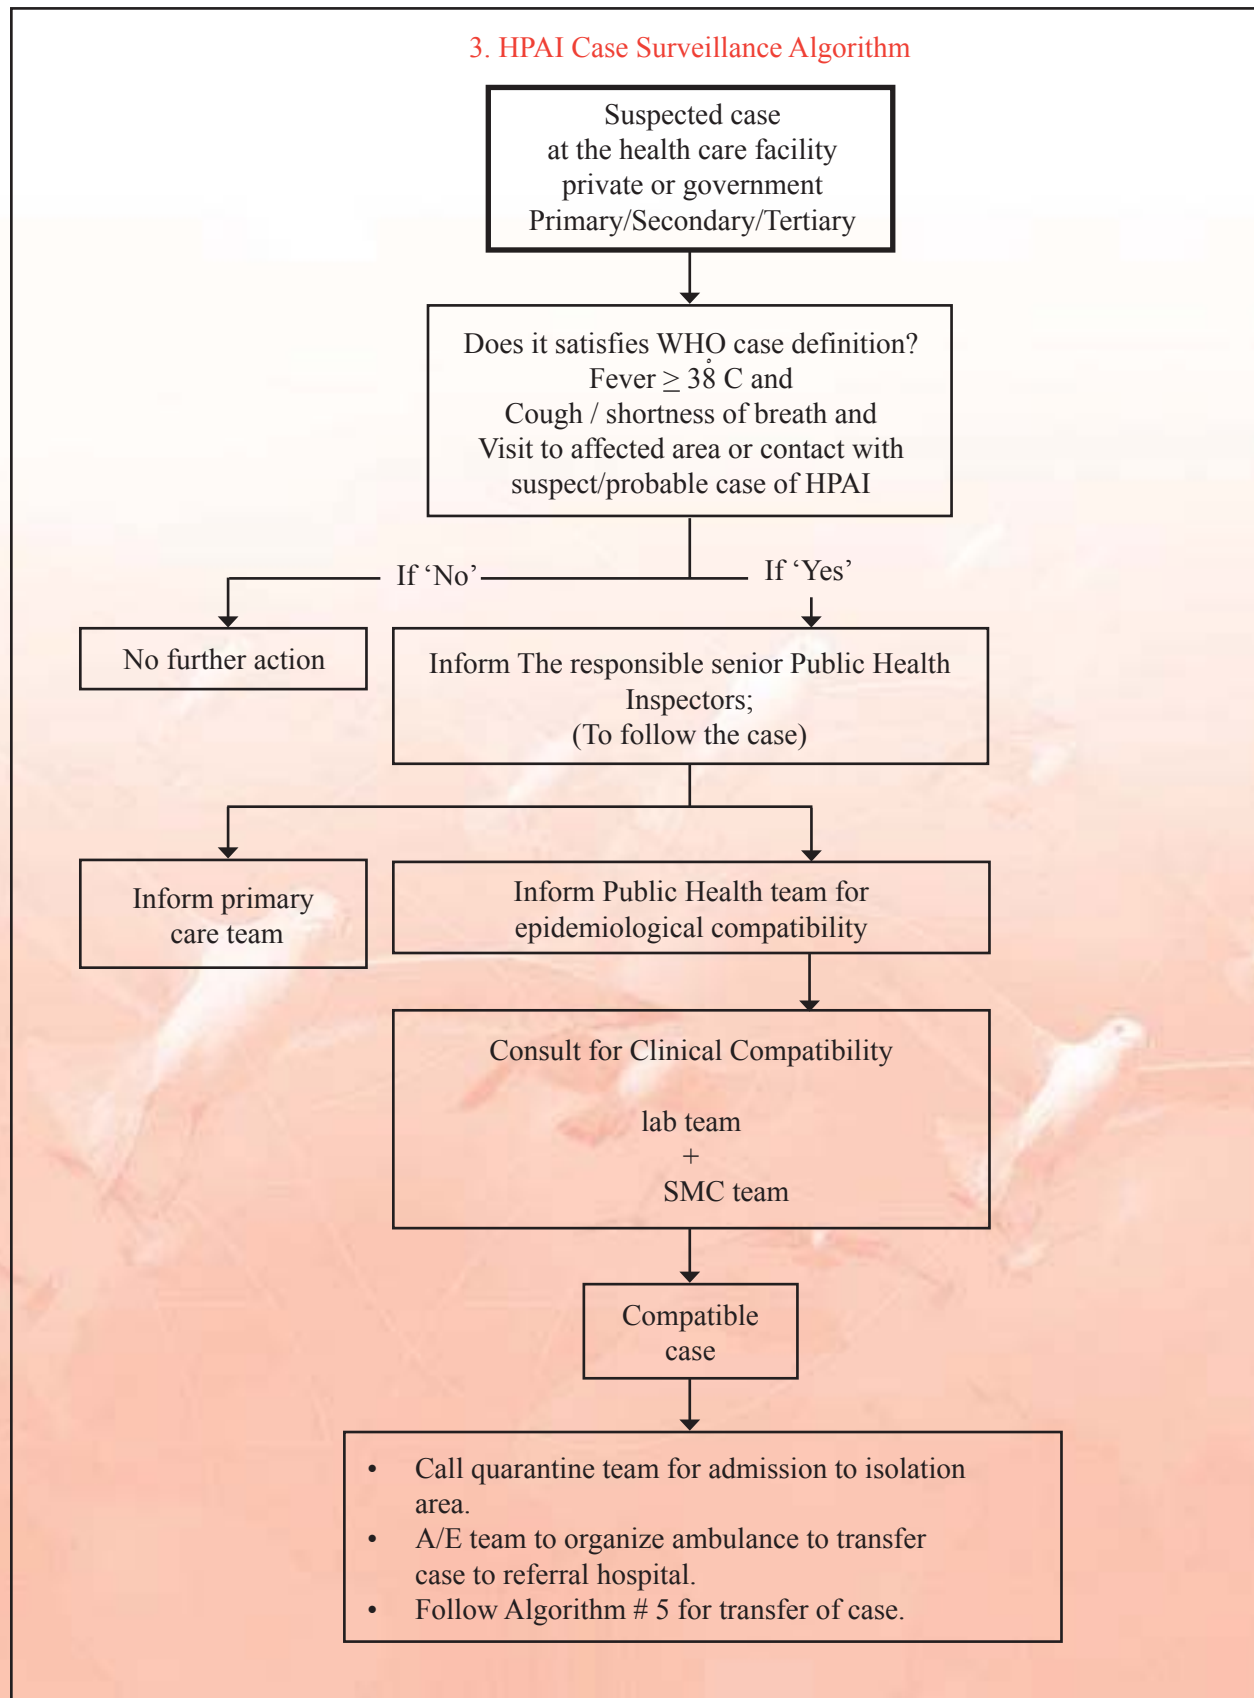 3. HPAI Case Surveillance Algorithm
Suspected case
at the health care facility
private or government
Primary/Secondary/Tertiary
Does it satisfies WHO case definition?
Fever ≥ 38° C and
Cough / shortness of breath and
Visit to affected area or contact with
suspect/probable case of HPAI
If ‘No’
If ‘Yes’
No further action
Inform The responsible senior Public Health
Inspectors;
(To follow the case)
Inform primary
care team
Inform Public Health team for
epidemiological compatibility
Consult for Clinical Compatibility
lab team
+
SMC team
Compatible
case
• Call quarantine team for admission to isolation
area.
• A/E team to organize ambulance to transfer
case to referral hospital.
• Follow Algorithm # 5 for transfer of case.